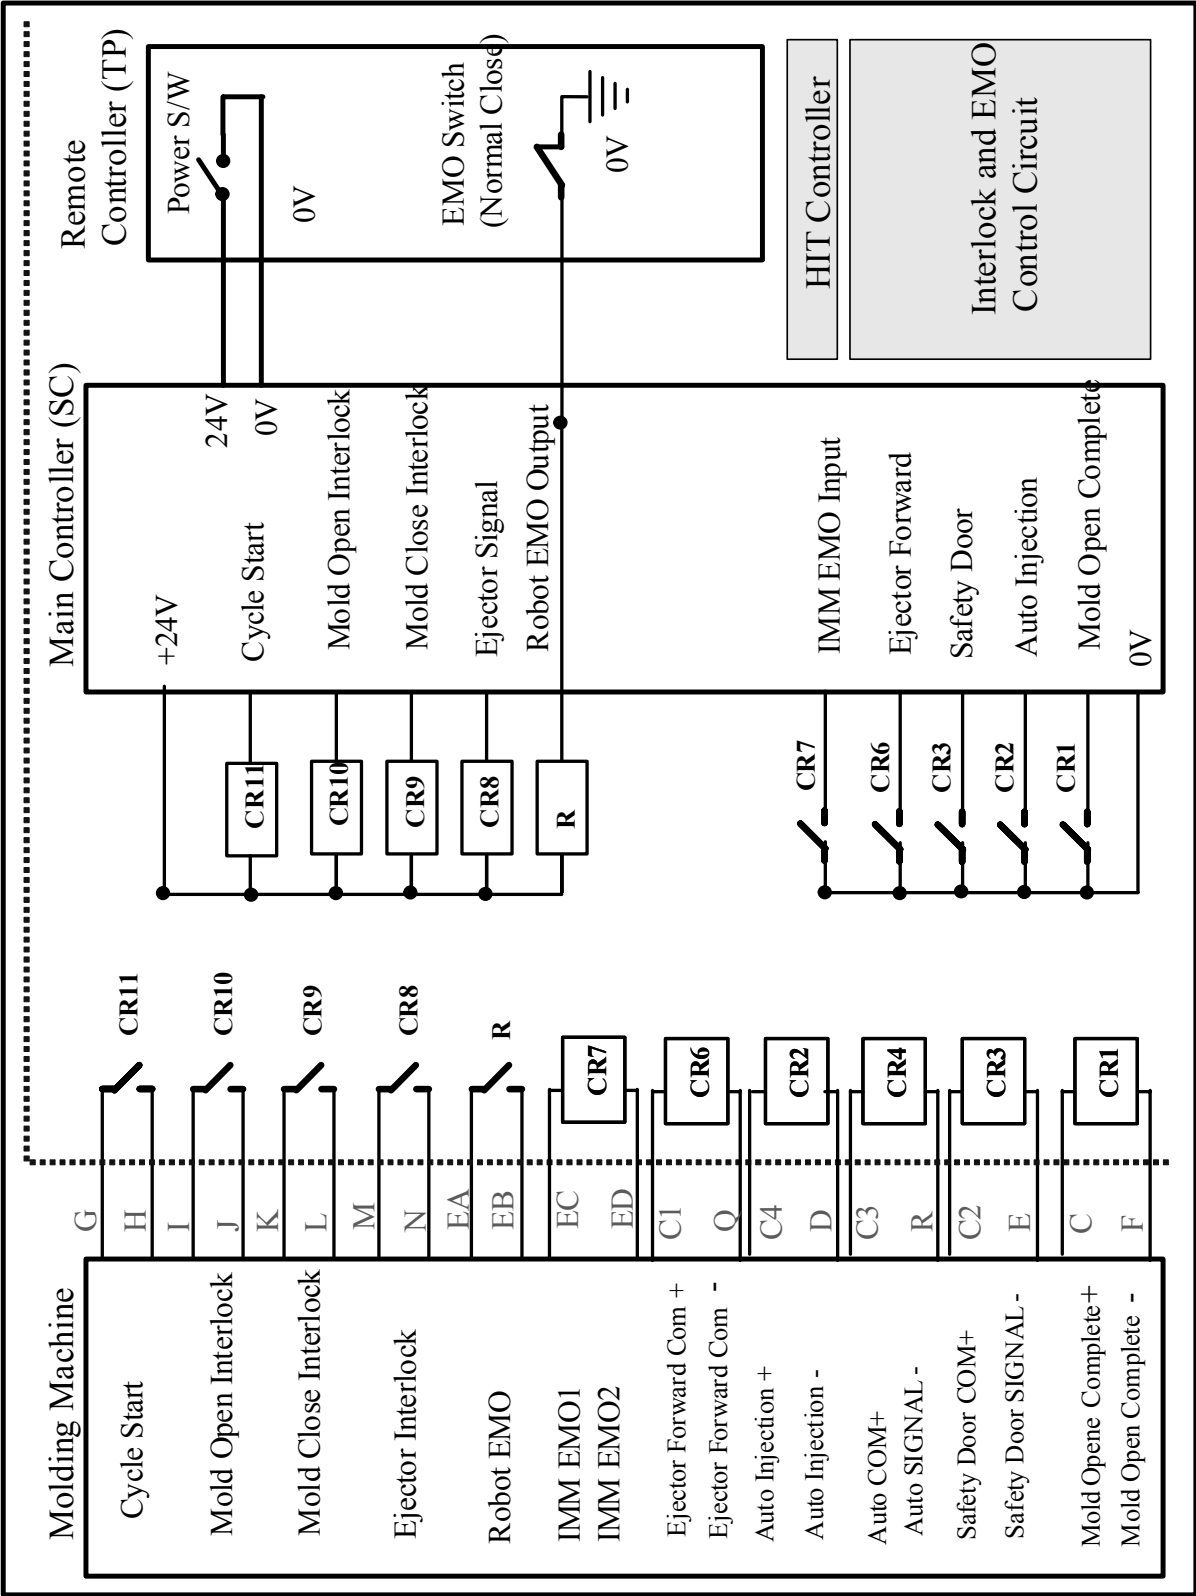 Molding Machine
Cycle Start
Mold Open Interlock
Mold Close Interlock
Ejector Interlock
Robot EMO
IMM EMO1
IMM EMO2
Ejector Forward Com +
Ejector Forward Com -
Auto Injection +
Auto Injection -
Auto COM+
Auto SIGNAL -
Safety Door COM+
Safety Door SIGNAL -
Mold Opene Complete+
Mold Open Complete -
G
H
I
J
K
L
M
N
EA
EB
EC
ED
C1
Q
C4
D
C3
R
C2
E
C
F
CR11
CR10
CR9
CR8
R
CR7
CR6
CR2
CR4
CR3
CR1
CR11
CR10
CR9
CR8
R
CR7
CR6
CR3
CR2
CR1
Main Controller (SC)
+24V
24V
0V
Cycle Start
Mold Open Interlock
Mold Close Interlock
Ejector Signal
Robot EMO Output
IMM EMO Input
Ejector Forward
Safety Door
Auto Injection
Mold Open Complete
0V
Remote
Controller (TP)
Power S/W
0V
EMO Switch
(Normal Close)
0V
HIT Controller
Interlock and EMO
Control Circuit